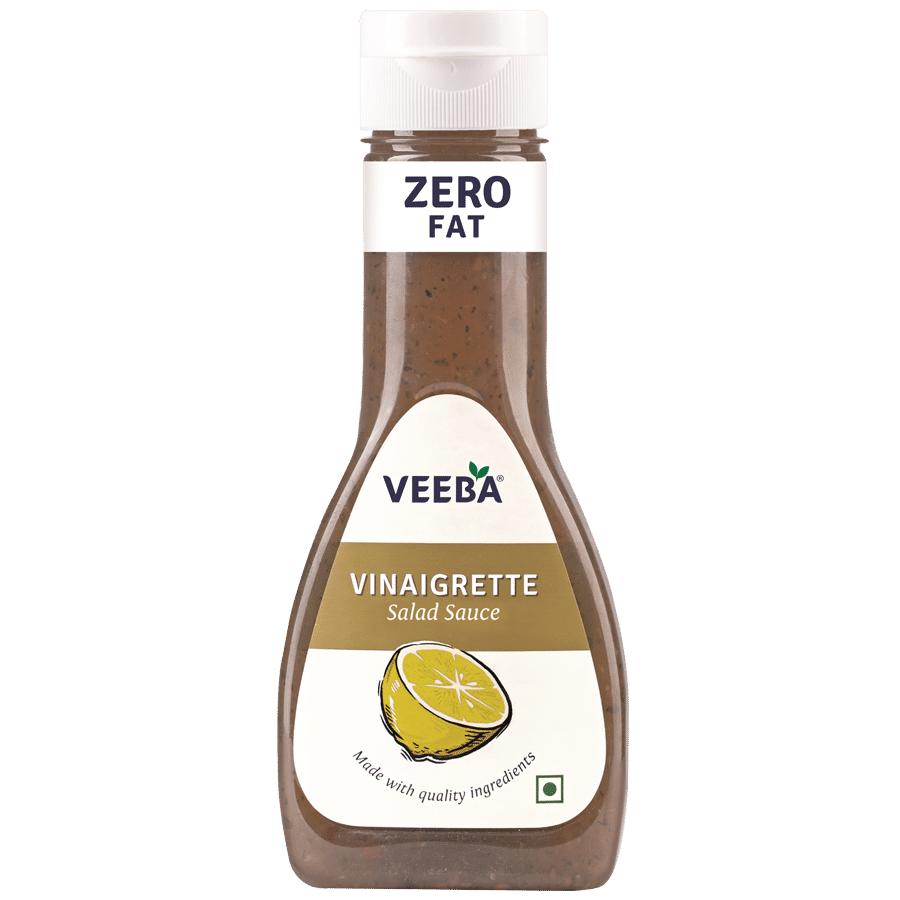 ZERO
FAT
VEEBA®
VINAIGRETTE
Salad Sauce
Made with quality ingredients